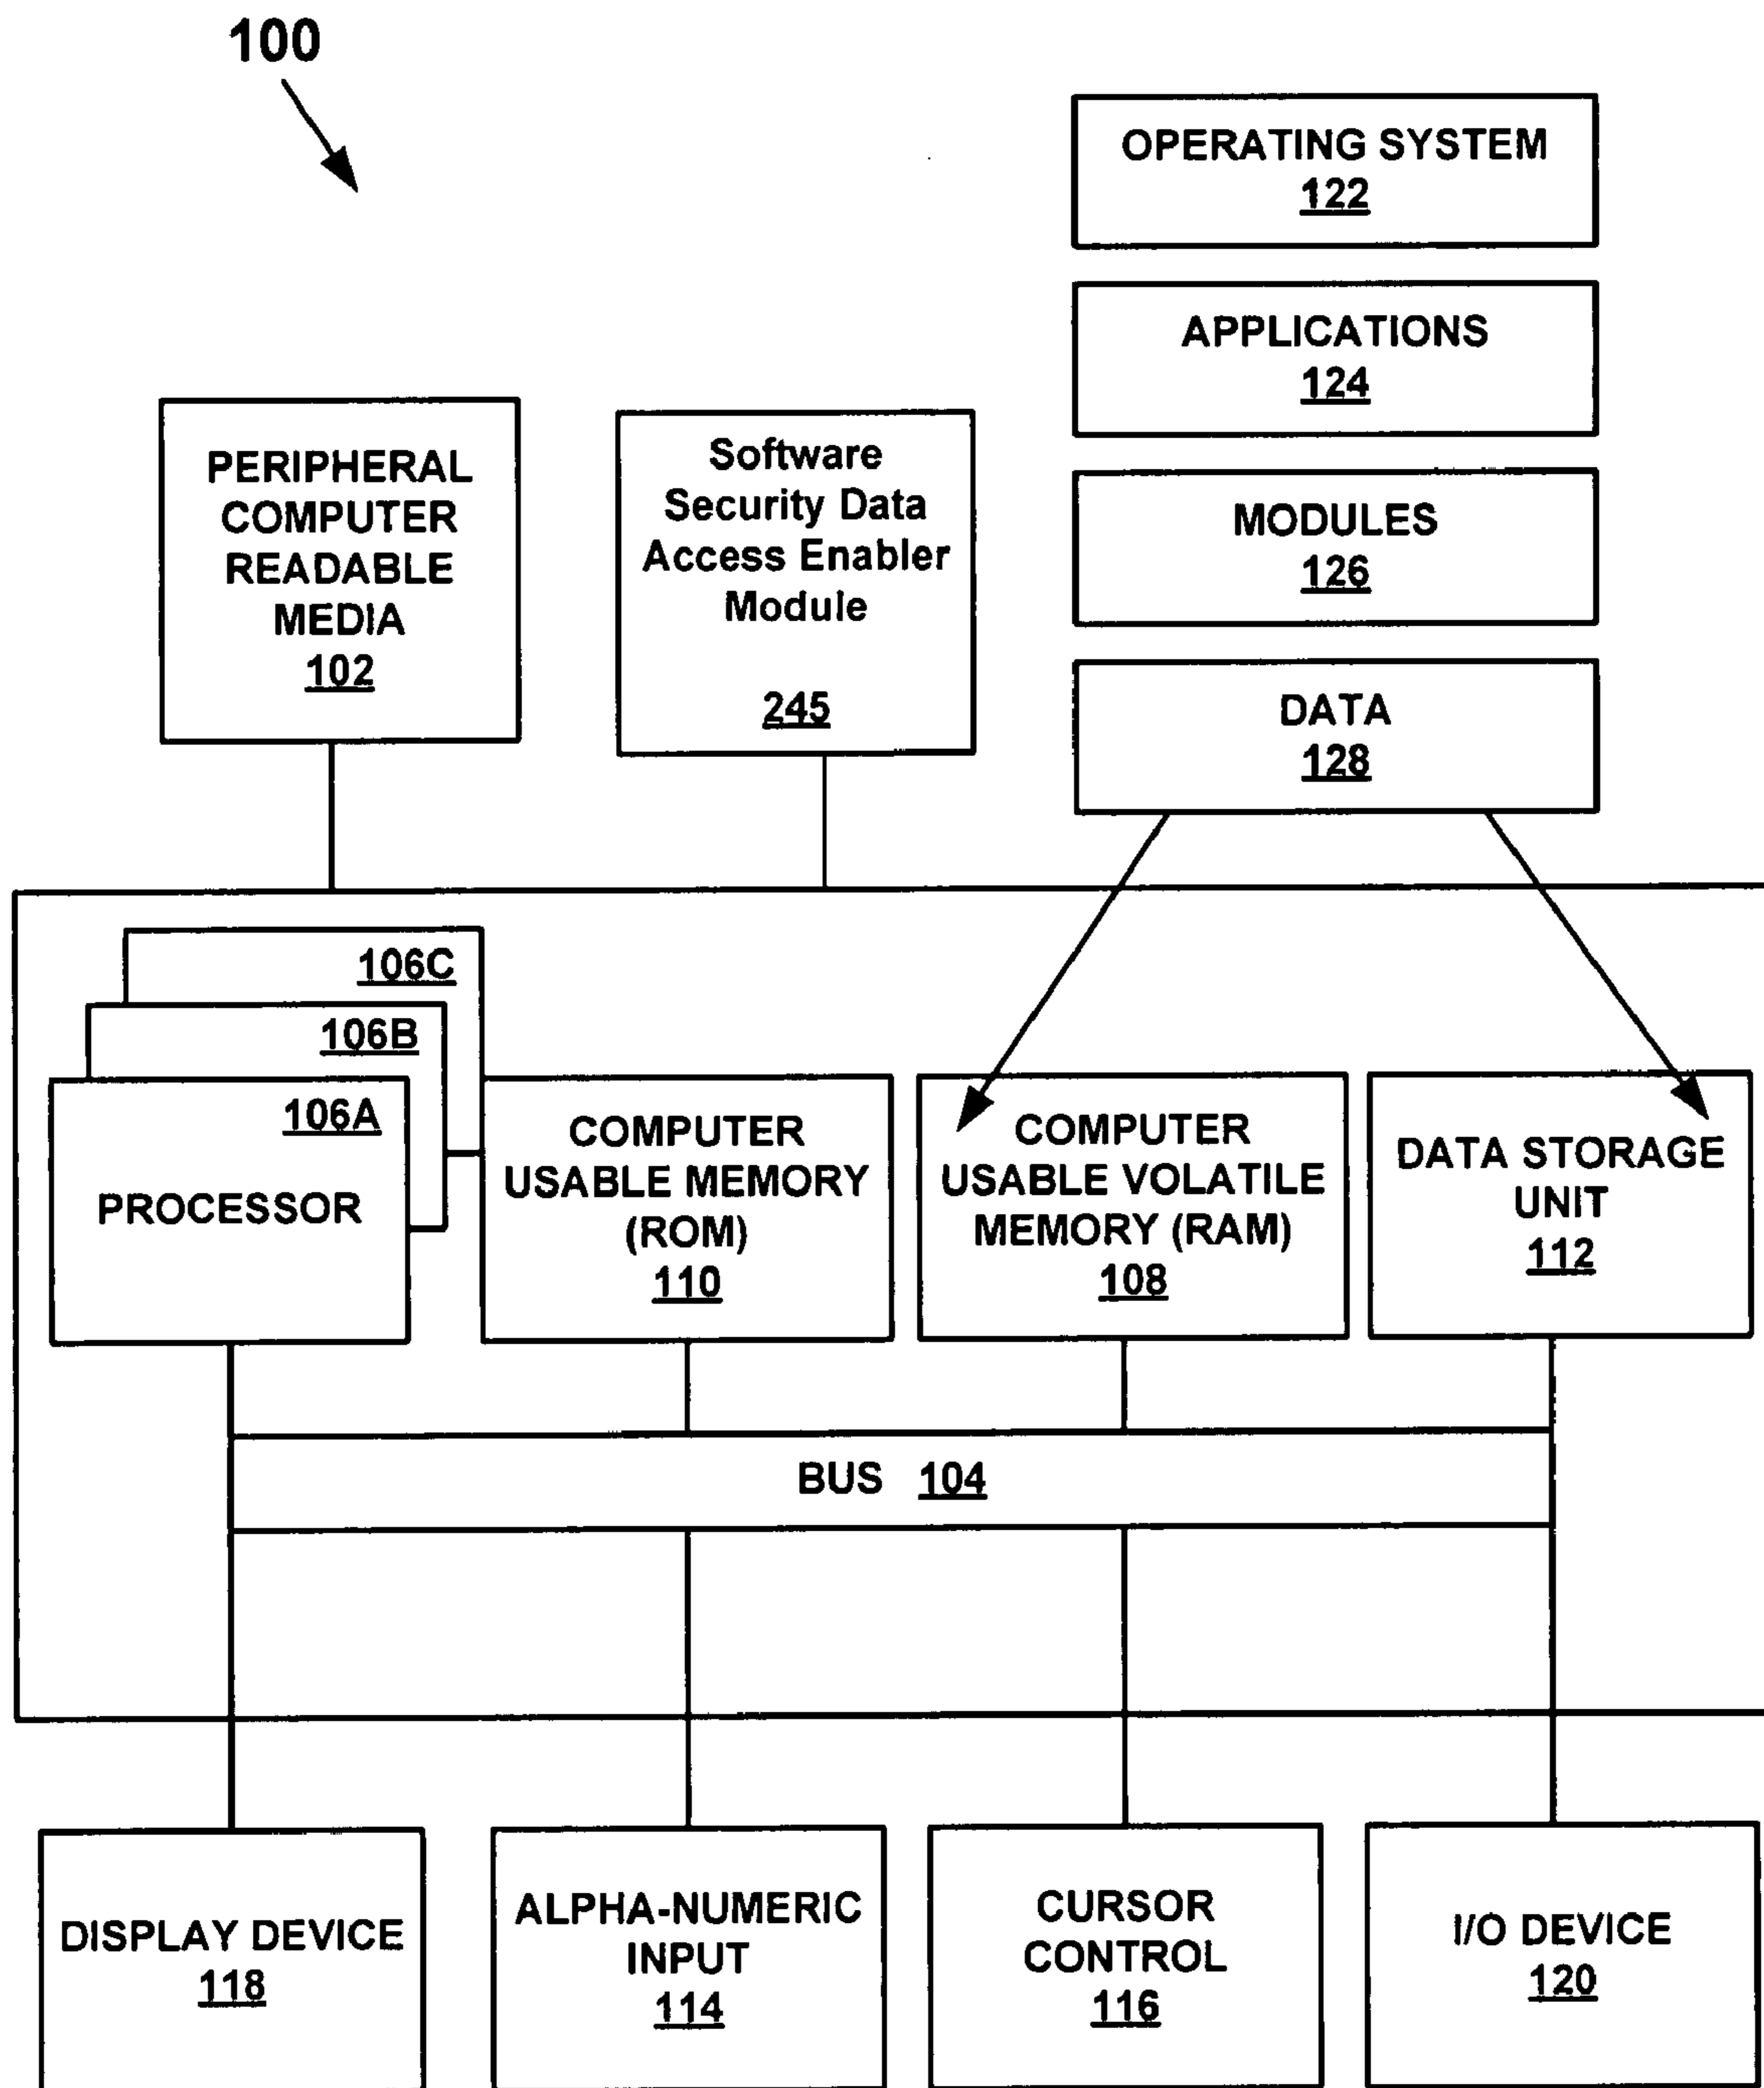 100
OPERATING SYSTEM
122
APPLICATIONS
124
PERIPHERAL
COMPUTER
READABLE
MEDIA
102
Software
Security Data
Access Enabler
Module
245
MODULES
126
DATA
128
106C
106B
106A
PROCESSOR
COMPUTER
USABLE MEMORY
(ROM)
110
COMPUTER
USABLE VOLATILE
MEMORY (RAM)
108
DATA STORAGE
UNIT
112
BUS 104
DISPLAY DEVICE
118
ALPHA-NUMERIC
INPUT
114
CURSOR
CONTROL
116
I/O DEVICE
120